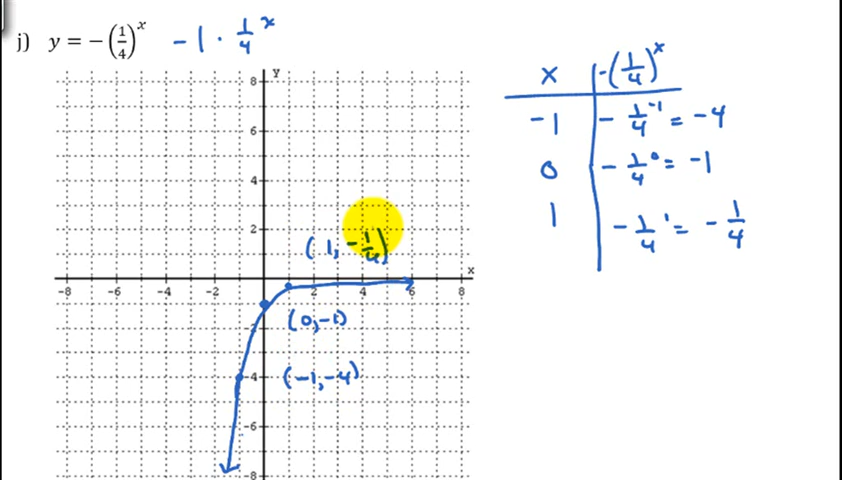 j) y = −(1/4)^x −1 · 1/4^x
x | −(1/4)^x
−1 | − 1/4^−1 = −4
0 | − 1/4^0 = −1
1 | − 1/4^1 = − 1/4
Y
8
6
4
2
(1, −1/4)
x
−8 −6 −4 −2 2 4 6 8
(0, −1)
−4 (−1, −4)
−6
−8